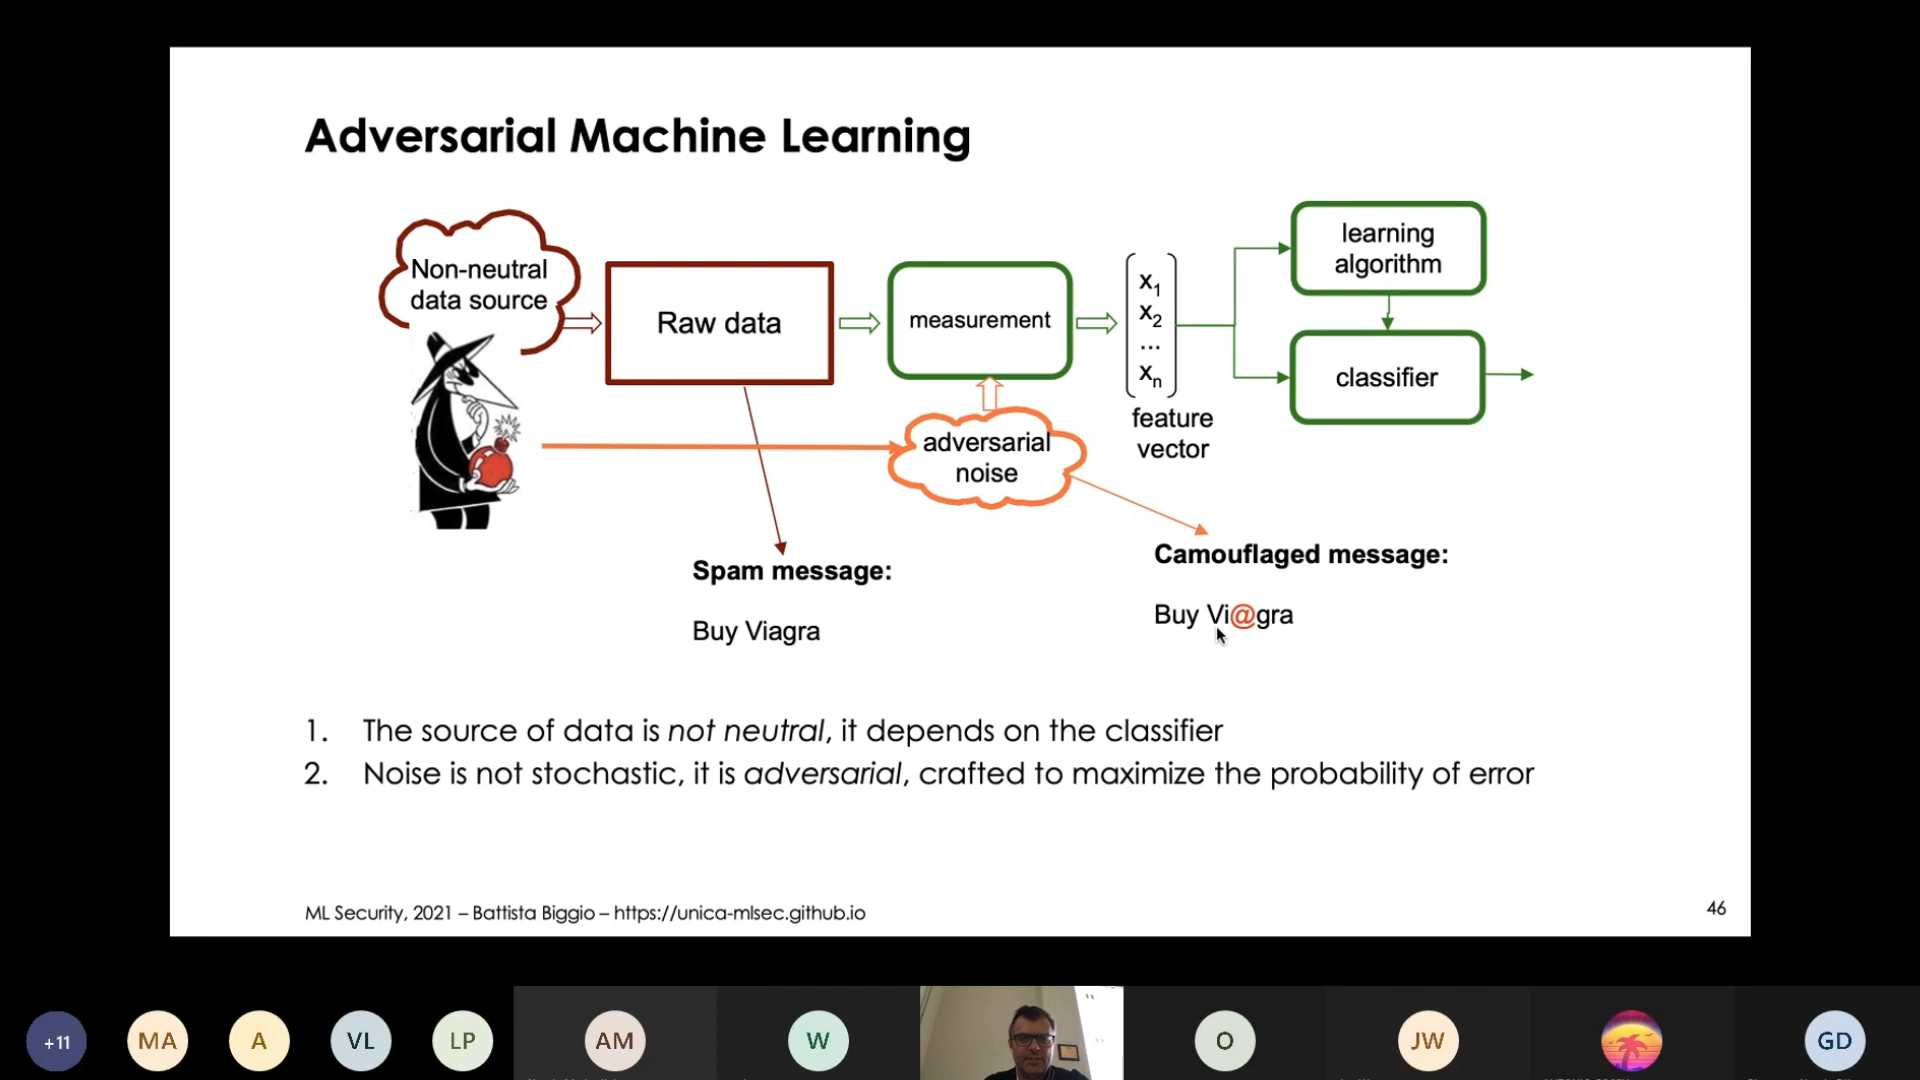 Adversarial Machine Learning
Non-neutral
data source
Raw data
measurement
x1
x2
...
xn
feature
vector
learning
algorithm
classifier
adversarial
noise
Spam message:
Buy Viagra
Camouflaged message:
Buy Vi@gra
1. The source of data is not neutral, it depends on the classifier
2. Noise is not stochastic, it is adversarial, crafted to maximize the probability of error
ML Security, 2021 – Battista Biggio – https://unica-mlsec.github.io
46
+11
MA
A
VL
LP
AM
W
O
JW
GD